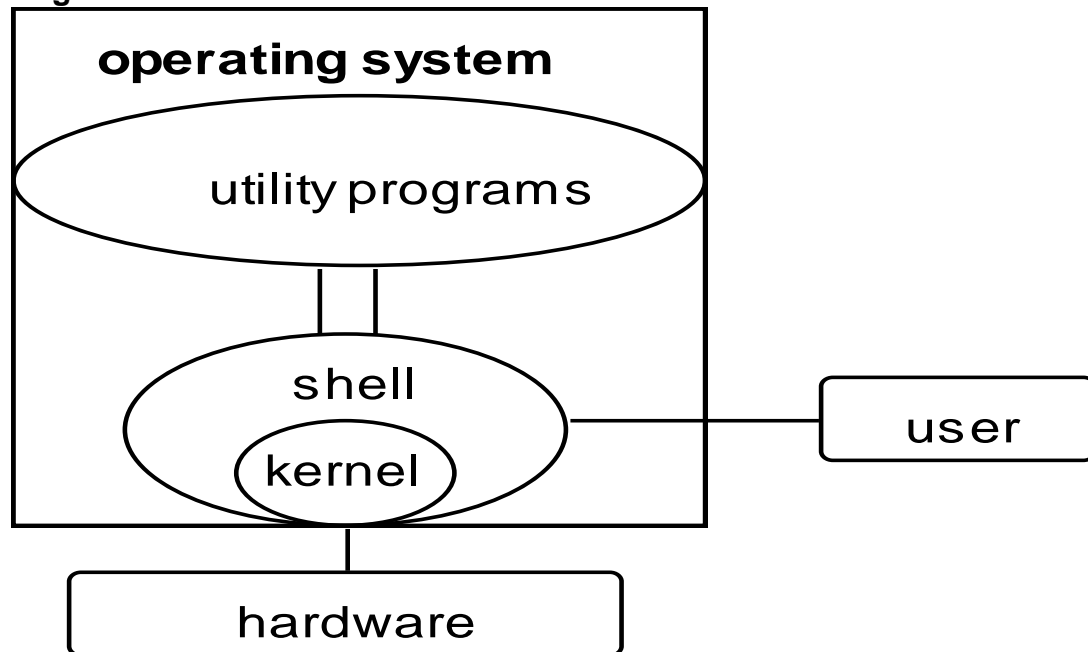 operating system
utility programs
shell
kernel
user
hardware